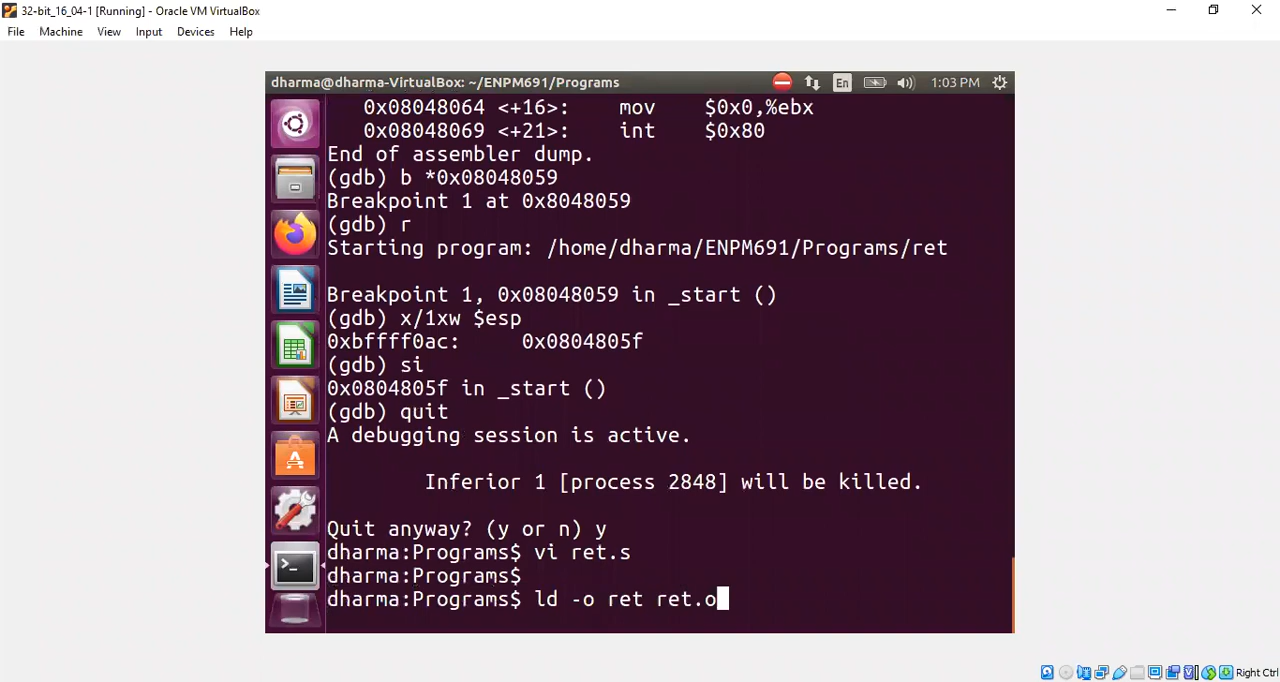 32-bit_16_04-1 [Running] - Oracle VM VirtualBox
File Machine View Input Devices Help
dharma@dharma-VirtualBox: ~/ENPM691/Programs En 1:03 PM
0x08048064 <+16>: mov $0x0,%ebx
0x08048069 <+21>: int $0x80
End of assembler dump.
(gdb) b *0x08048059
Breakpoint 1 at 0x8048059
(gdb) r
Starting program: /home/dharma/ENPM691/Programs/ret
Breakpoint 1, 0x08048059 in _start ()
(gdb) x/1xw $esp
0xbffff0ac: 0x0804805f
(gdb) si
0x0804805f in _start ()
(gdb) quit
A debugging session is active.
Inferior 1 [process 2848] will be killed.
Quit anyway? (y or n) y
dharma:Programs$ vi ret.s
dharma:Programs$
dharma:Programs$ ld -o ret ret.o
Right Ctrl